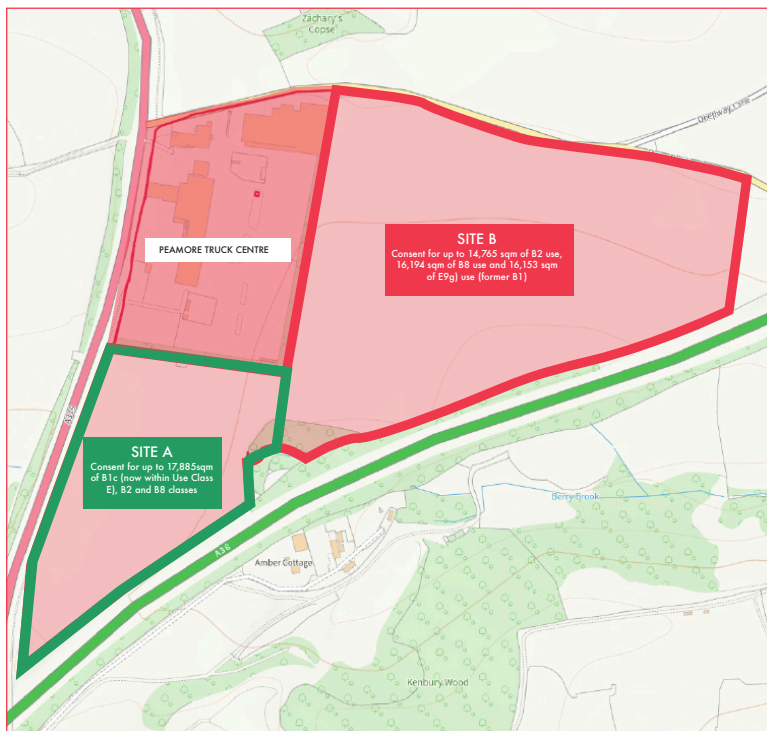 Zachary's
Copse
Deepway Lane
PEAMORE TRUCK CENTRE
SITE B
Consent for up to 14,765 sqm of B2 use,
16,194 sqm of B8 use and 16,153 sqm
of E9g) use (former B1)
A379
SITE A
Consent for up to 17,885sqm
of B1c (now within Use Class
E), B2 and B8 classes
Berry Brook
A38
Amber Cottage
Kenbury Wood